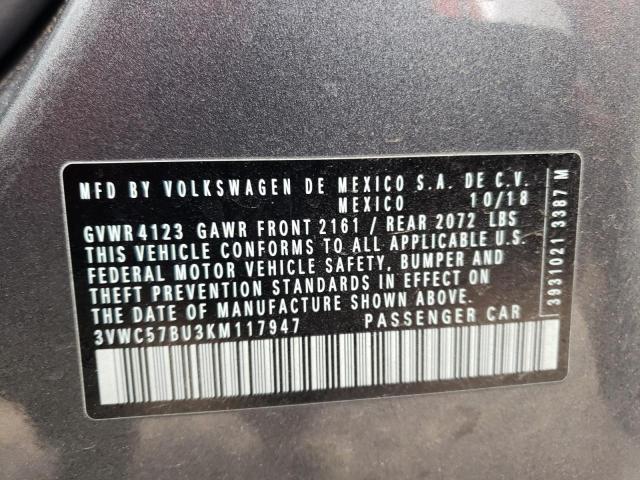 MFD BY VOLKSWAGEN DE MEXICO S.A. DE C.V.
MEXICO 10/18
GVWR 4123 GAWR FRONT 2161 / REAR 2072 LBS
THIS VEHICLE CONFORMS TO ALL APPLICABLE U.S.
FEDERAL MOTOR VEHICLE SAFETY, BUMPER AND
THEFT PREVENTION STANDARDS IN EFFECT ON
THE DATE OF MANUFACTURE SHOWN ABOVE.
3VWC57BU3KM117947 PASSENGER CAR
3931021 3387 M